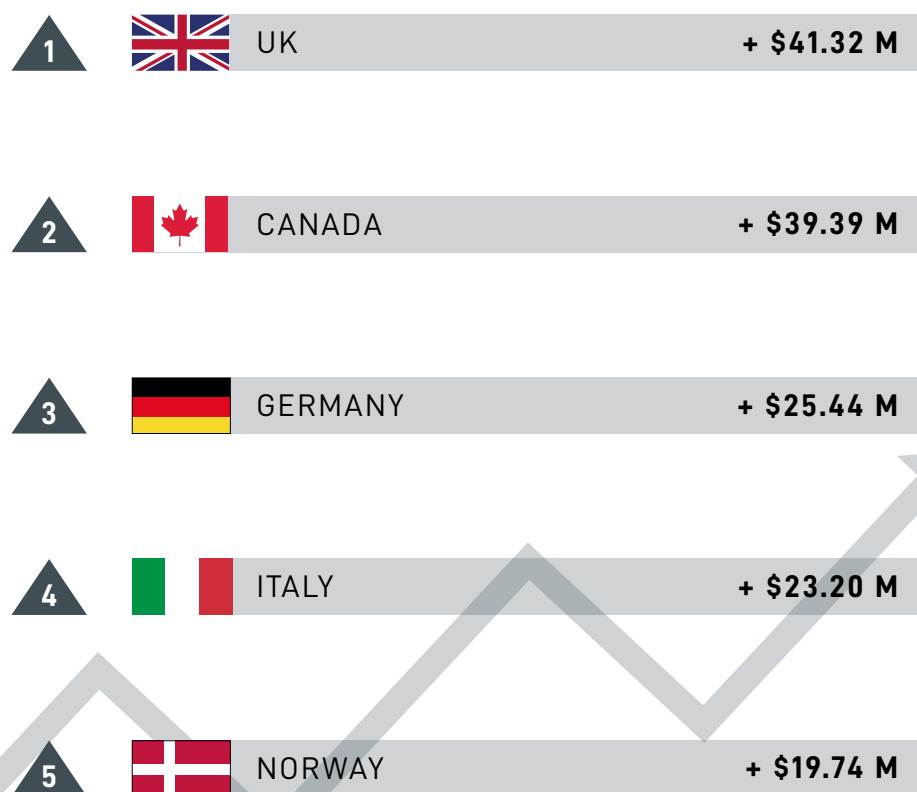 1 UK + $41.32 M
2 CANADA + $39.39 M
3 GERMANY + $25.44 M
4 ITALY + $23.20 M
5 NORWAY + $19.74 M